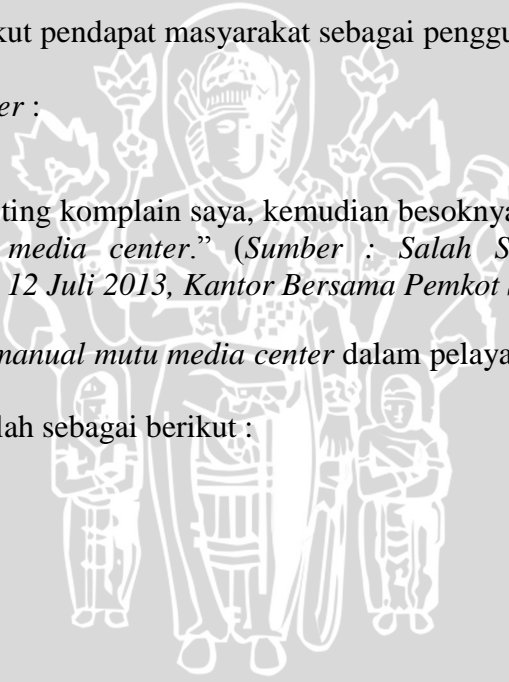 kut pendapat masyarakat sebagai penggu
er :
ting komplain saya, kemudian besoknya
media center.” (Sumber : Salah S
12 Juli 2013, Kantor Bersama Pemkot
manual mutu media center dalam pelaya
lah sebagai berikut :